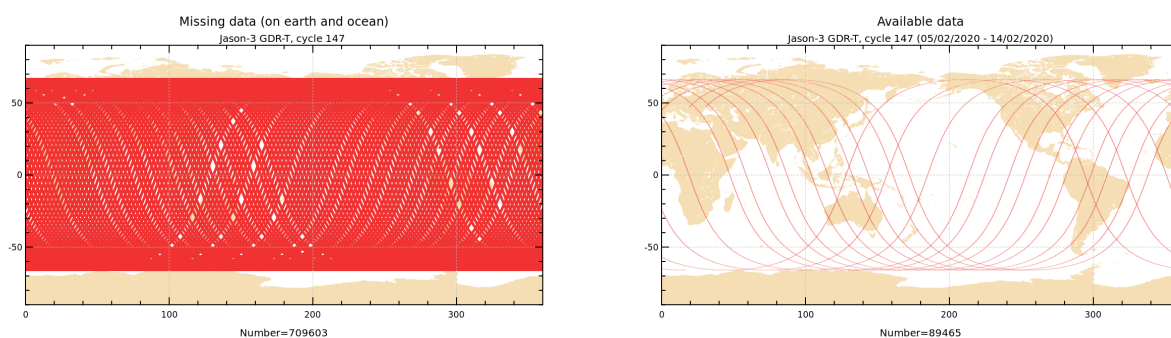 Missing data (on earth and ocean)
Jason-3 GDR-T, cycle 147
50
0
-50
0
100
200
300
Number=709603
Available data
Jason-3 GDR-T, cycle 147 (05/02/2020 - 14/02/2020)
50
0
-50
0
100
200
300
Number=89465